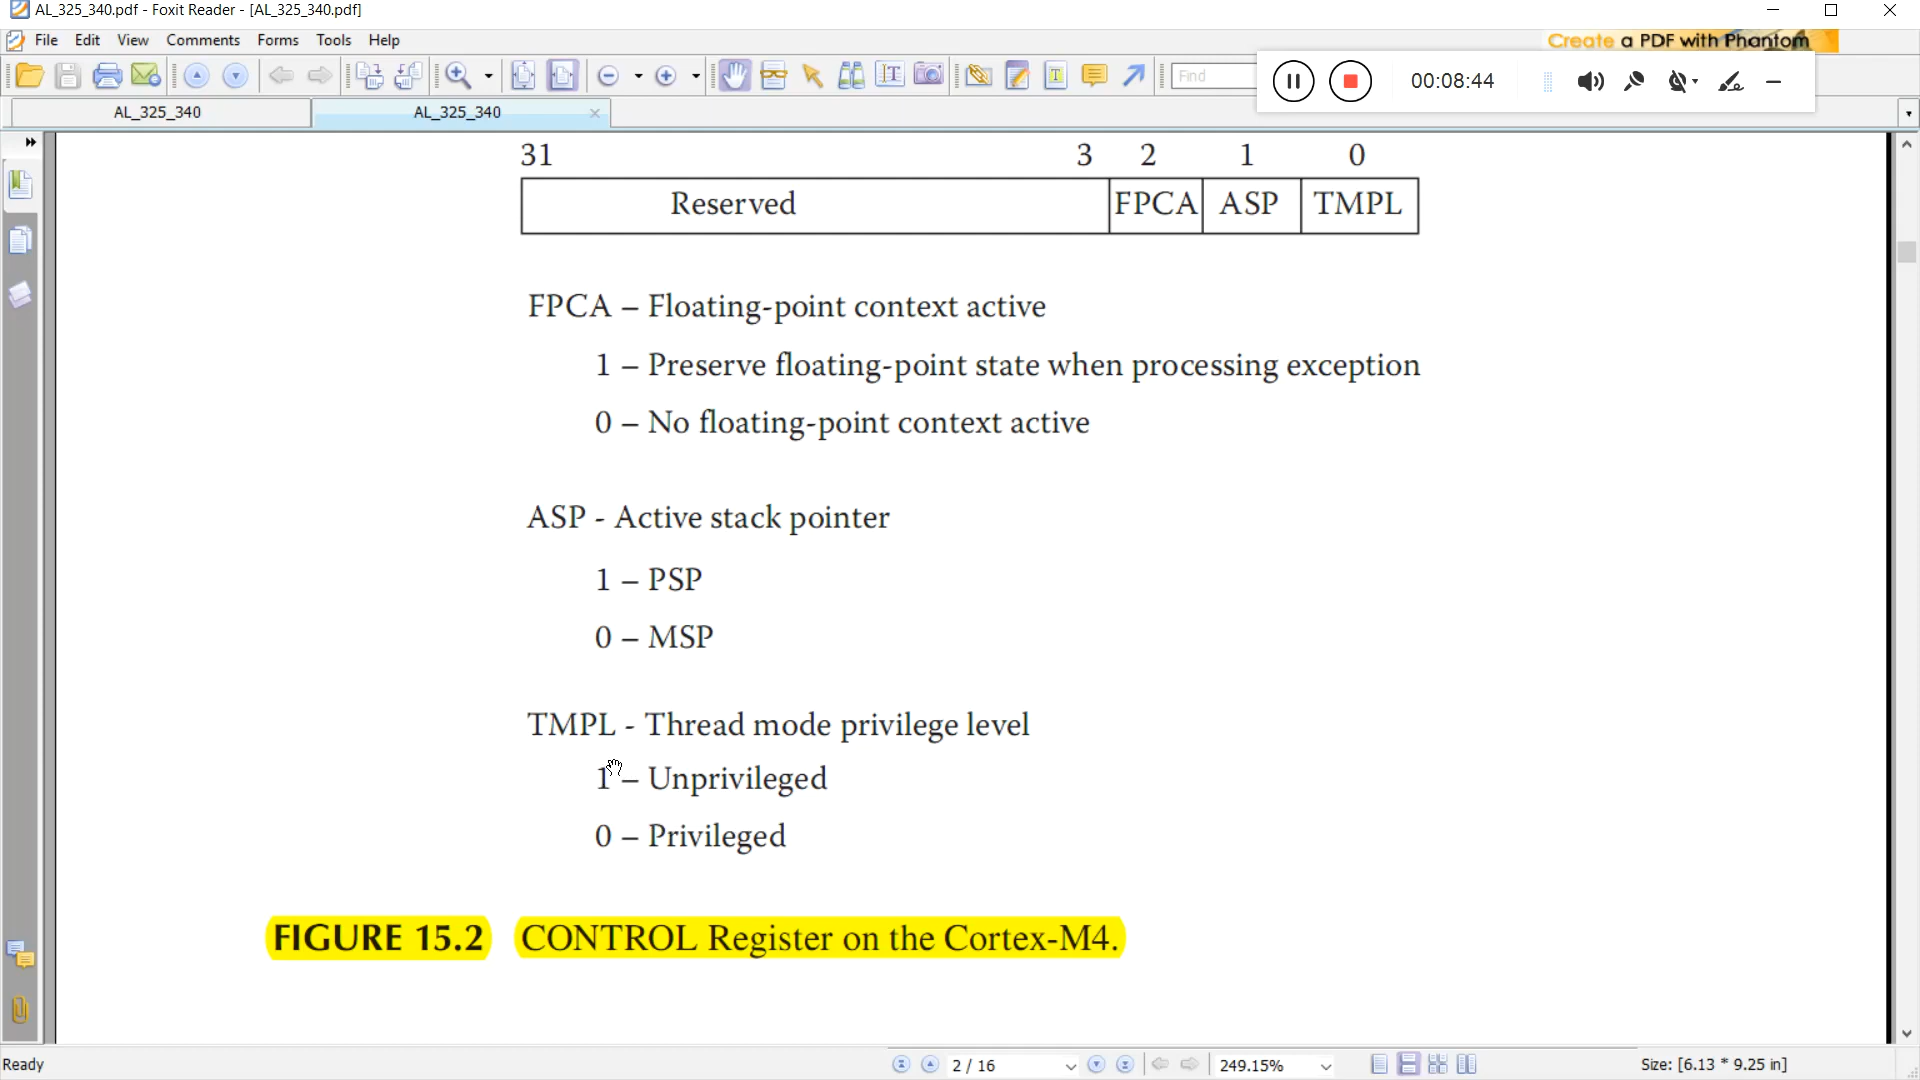 AL_325_340.pdf - Foxit Reader - [AL_325_340.pdf]
File Edit View Comments Forms Tools Help
Create a PDF with Phantom
Find
00:08:44
AL_325_340 AL_325_340
31 3 2 1 0
Reserved FPCA ASP TMPL
FPCA – Floating-point context active
1 – Preserve floating-point state when processing exception
0 – No floating-point context active
ASP - Active stack pointer
1 – PSP
0 – MSP
TMPL - Thread mode privilege level
1 – Unprivileged
0 – Privileged
FIGURE 15.2 CONTROL Register on the Cortex-M4.
Ready 2 / 16 249.15% Size: [6.13 * 9.25 in]